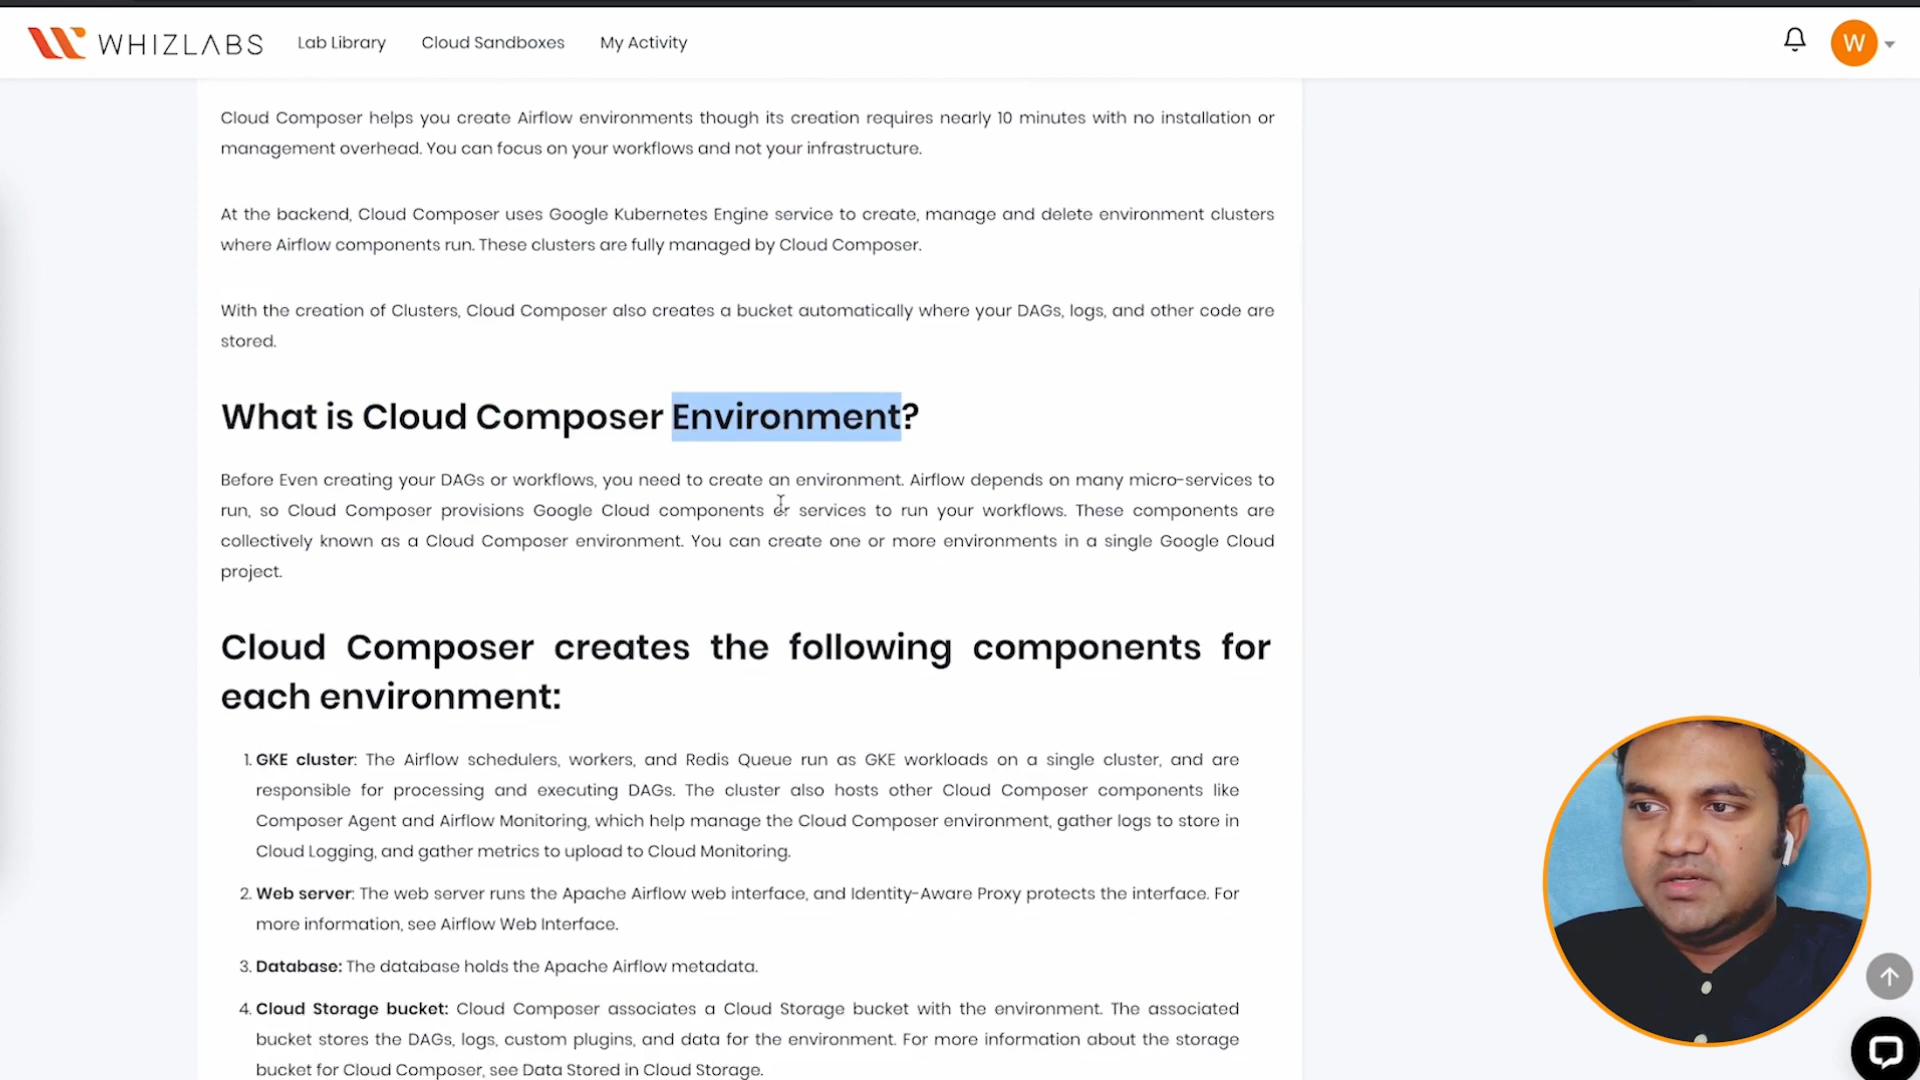 WHIZLABS Lab Library Cloud Sandboxes My Activity W
Cloud Composer helps you create Airflow environments though its creation requires nearly 10 minutes with no installation or
management overhead. You can focus on your workflows and not your infrastructure.
At the backend, Cloud Composer uses Google Kubernetes Engine service to create, manage and delete environment clusters
where Airflow components run. These clusters are fully managed by Cloud Composer.
With the creation of Clusters, Cloud Composer also creates a bucket automatically where your DAGs, logs, and other code are
stored.
What is Cloud Composer Environment?
Before Even creating your DAGs or workflows, you need to create an environment. Airflow depends on many micro-services to
run, so Cloud Composer provisions Google Cloud components or services to run your workflows. These components are
collectively known as a Cloud Composer environment. You can create one or more environments in a single Google Cloud
project.
Cloud Composer creates the following components for
each environment:
1. GKE cluster: The Airflow schedulers, workers, and Redis Queue run as GKE workloads on a single cluster, and are
responsible for processing and executing DAGs. The cluster also hosts other Cloud Composer components like
Composer Agent and Airflow Monitoring, which help manage the Cloud Composer environment, gather logs to store in
Cloud Logging, and gather metrics to upload to Cloud Monitoring.
2. Web server: The web server runs the Apache Airflow web interface, and Identity-Aware Proxy protects the interface. For
more information, see Airflow Web Interface.
3. Database: The database holds the Apache Airflow metadata.
4. Cloud Storage bucket: Cloud Composer associates a Cloud Storage bucket with the environment. The associated
bucket stores the DAGs, logs, custom plugins, and data for the environment. For more information about the storage
bucket for Cloud Composer, see Data Stored in Cloud Storage.